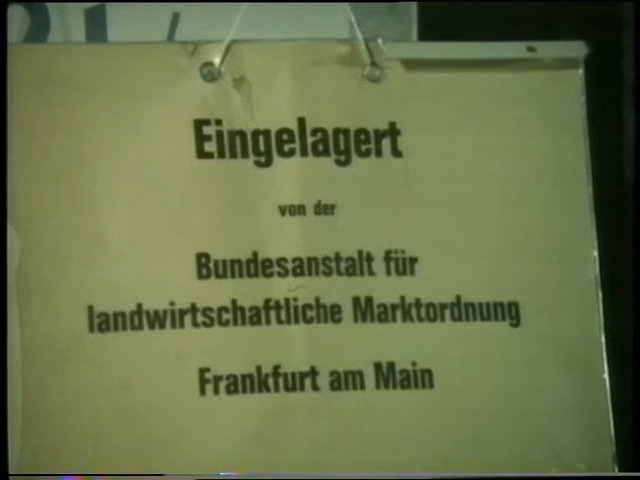 Eingelagert
von der
Bundesanstalt für
landwirtschaftliche Marktordnung
Frankfurt am Main